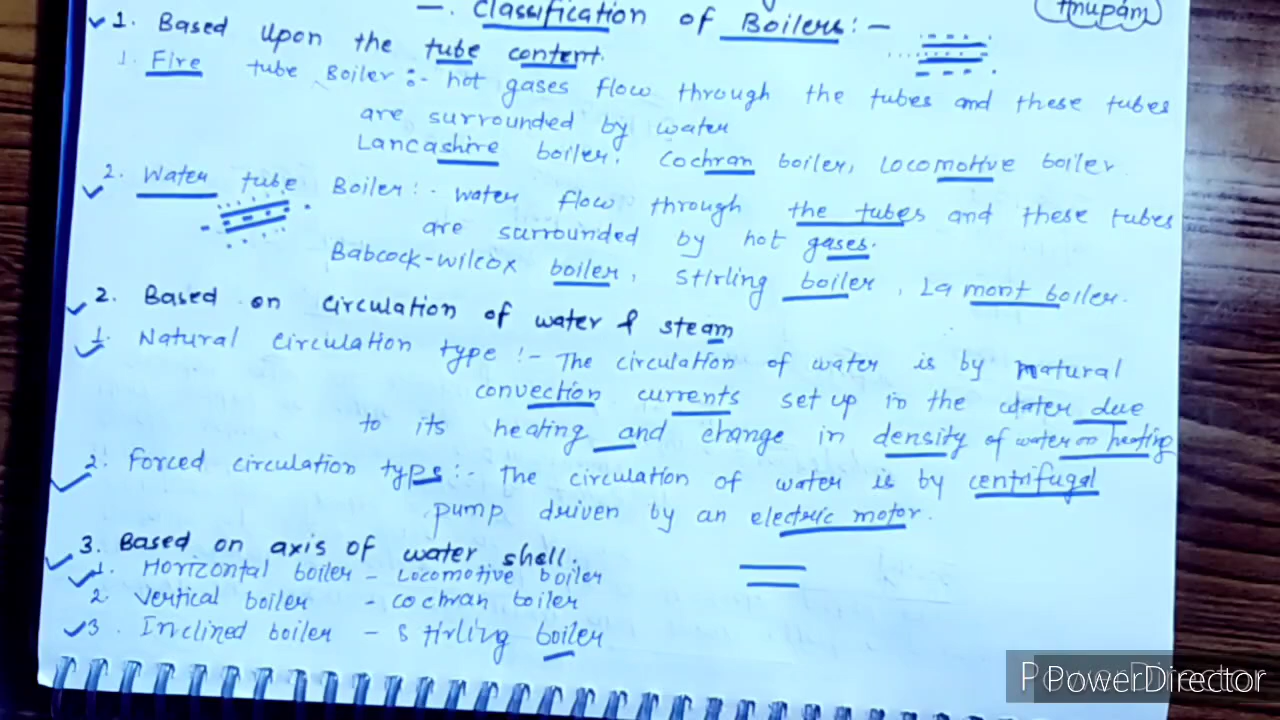 Classification of Boilers:-
Anupam
1. Based upon the tube content.
1. Fire tube Boiler:- hot gases flow through the tubes and these tubes
are surrounded by water
Lancashire boiler, Cochran boiler, Locomotive boiler
2. Water tube Boiler:- Water flow through the tubes and these tubes
are surrounded by hot gases.
Babcock-Wilcox boiler, Stirling boiler, La mont boiler.
2. Based on circulation of water & steam
1. Natural circulation type:- The circulation of water is by natural
convection currents set up in the water due
to its heating and change in density of water on heating
2. Forced circulation type:- The circulation of water is by centrifugal
pump driven by an electric motor.
3. Based on axis of water shell.
1. Horizontal boiler - Locomotive boiler
2 Vertical boiler - Cochran boiler
3. Inclined boiler - Stirling boiler
PowerDirector